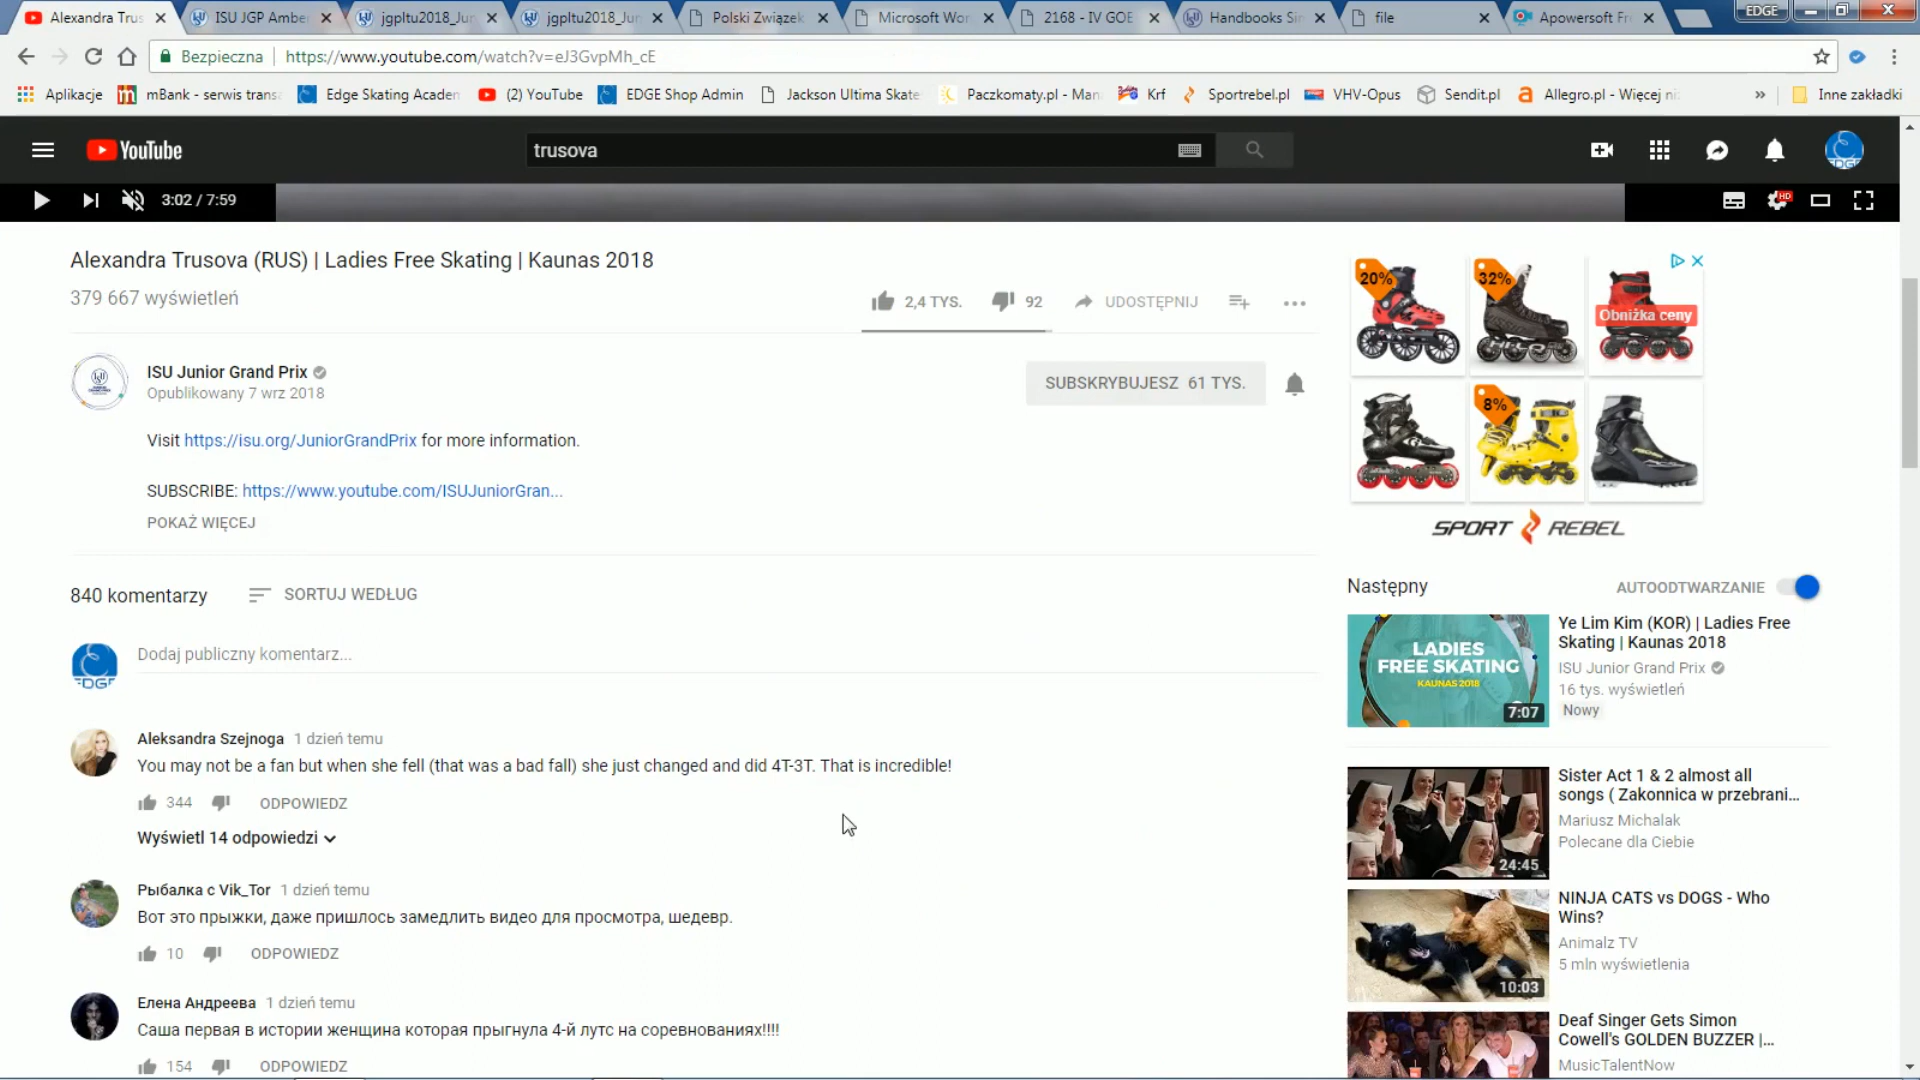 Alexandra Trus
ISU JGP Ambe
jgpltu2018_Jun
jgpltu2018_Jun
Polski Związek
Microsoft Wor
2168 - IV GOE
Handbooks Sin
file
Apowersoft Fr
EDGE
Bezpieczna
https://www.youtube.com/watch?v=eJ3GvpMh_cE
Aplikacje
mBank - serwis trans
Edge Skating Acaden
(2) YouTube
EDGE Shop Admin
Jackson Ultima Skate
Paczkomaty.pl - Man
Krf
Sportrebel.pl
VHV-Opus
Sendit.pl
Allegro.pl - Więcej ni
»
Inne zakładki
YouTube
trusova
3:02 / 7:59
HD
Alexandra Trusova (RUS) | Ladies Free Skating | Kaunas 2018
379 667 wyświetleń
2,4 TYS.
92
UDOSTĘPNIJ
ISU Junior Grand Prix
Opublikowany 7 wrz 2018
SUBSKRYBUJESZ 61 TYS.
Visit https://isu.org/JuniorGrandPrix for more information.
SUBSCRIBE: https://www.youtube.com/ISUJuniorGran...
POKAŻ WIĘCEJ
840 komentarzy
SORTUJ WEDŁUG
Dodaj publiczny komentarz...
Aleksandra Szejnoga 1 dzień temu
You may not be a fan but when she fell (that was a bad fall) she just changed and did 4T-3T. That is incredible!
344
ODPOWIEDZ
Wyświetl 14 odpowiedzi
Рыбалка с Vik_Tor 1 dzień temu
Вот это прыжки, даже пришлось замедлить видео для просмотра, шедевр.
10
ODPOWIEDZ
Елена Андреева 1 dzień temu
Саша первая в истории женщина которая прыгнула 4-й лутс на соревнованиях!!!!
154
ODPOWIEDZ
20%
32%
Obniżka ceny
8%
SPORT REBEL
Następny
AUTOODTWARZANIE
LADIES
FREE SKATING
KAUNAS 2018
7:07
Ye Lim Kim (KOR) | Ladies Free
Skating | Kaunas 2018
ISU Junior Grand Prix
16 tys. wyświetleń
Nowy
24:45
Sister Act 1 & 2 almost all
songs ( Zakonnica w przebrani...
Mariusz Michalak
Polecane dla Ciebie
10:03
NINJA CATS vs DOGS - Who
Wins?
Animalz TV
5 mln wyświetlenia
Deaf Singer Gets Simon
Cowell's GOLDEN BUZZER |...
MusicTalentNow